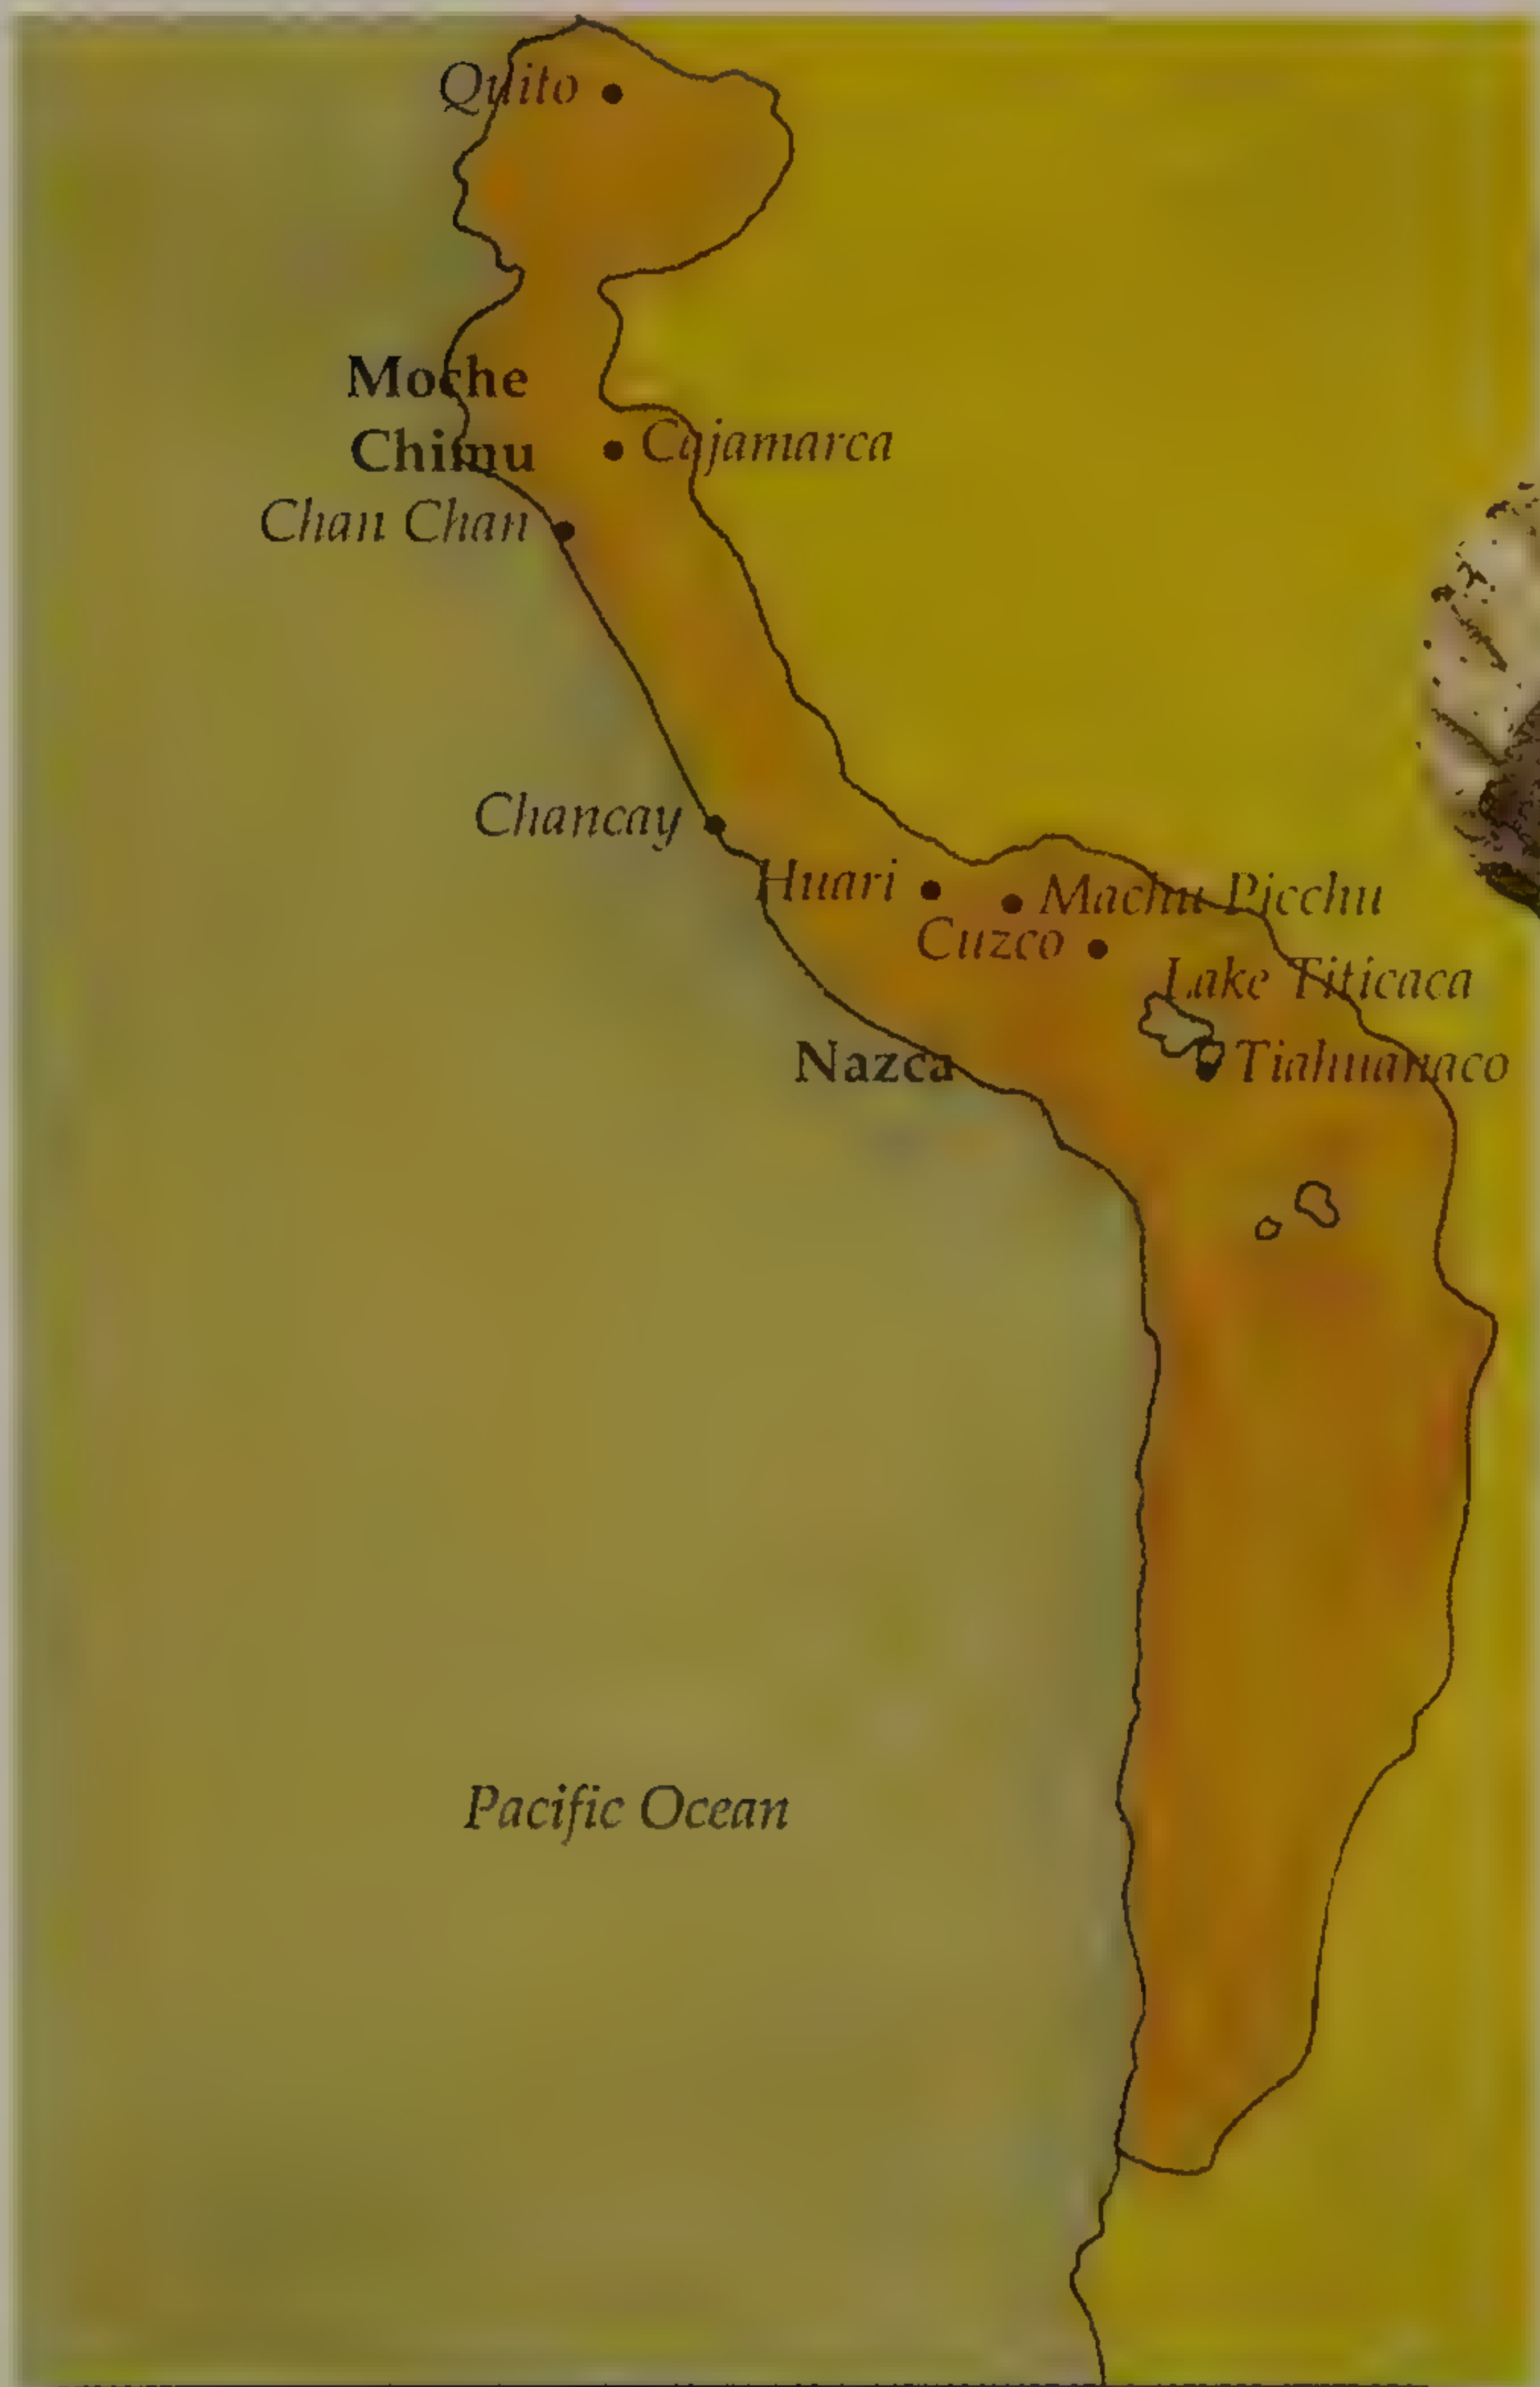 Quito
Moche
Chimu
Cajamarca
Chan Chan
Chancay
Huari
Machu Picchu
Cuzco
Lake Titicaca
Nazca
Tiahuanaco
Pacific Ocean